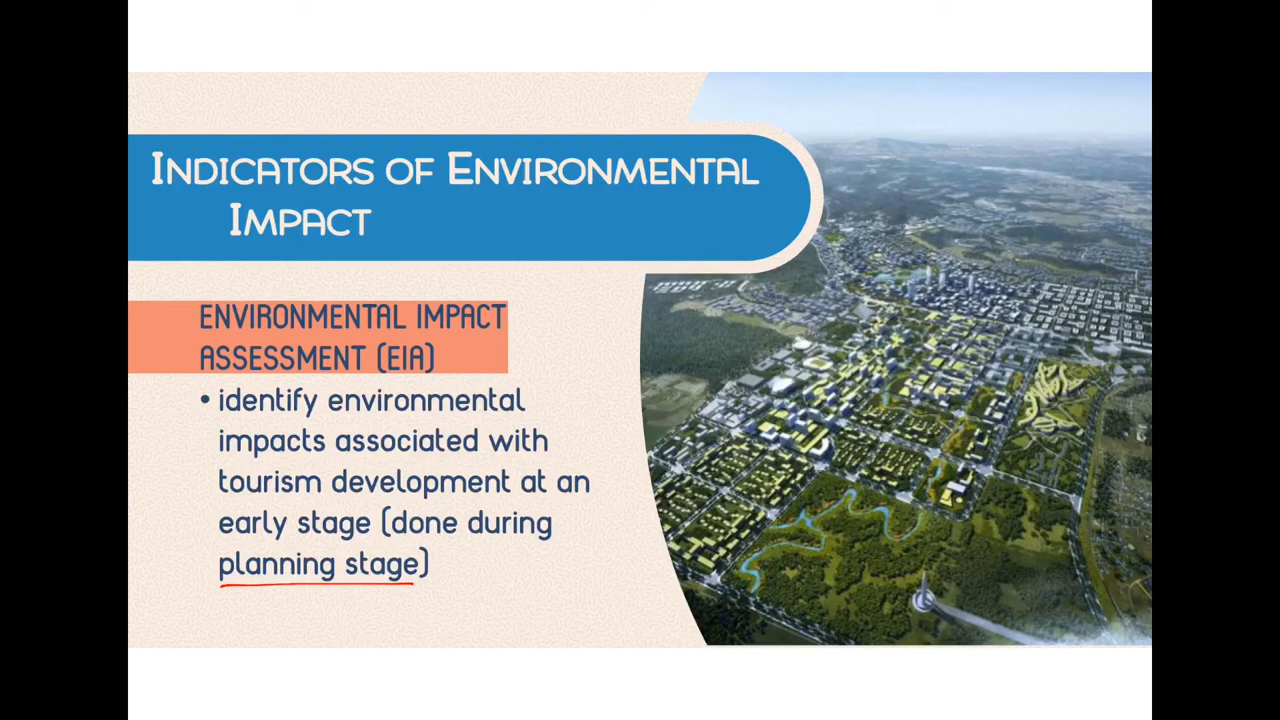 INDICATORS OF ENVIRONMENTAL
IMPACT
ENVIRONMENTAL IMPACT
ASSESSMENT (EIA)
• identify environmental
impacts associated with
tourism development at an
early stage (done during
planning stage)